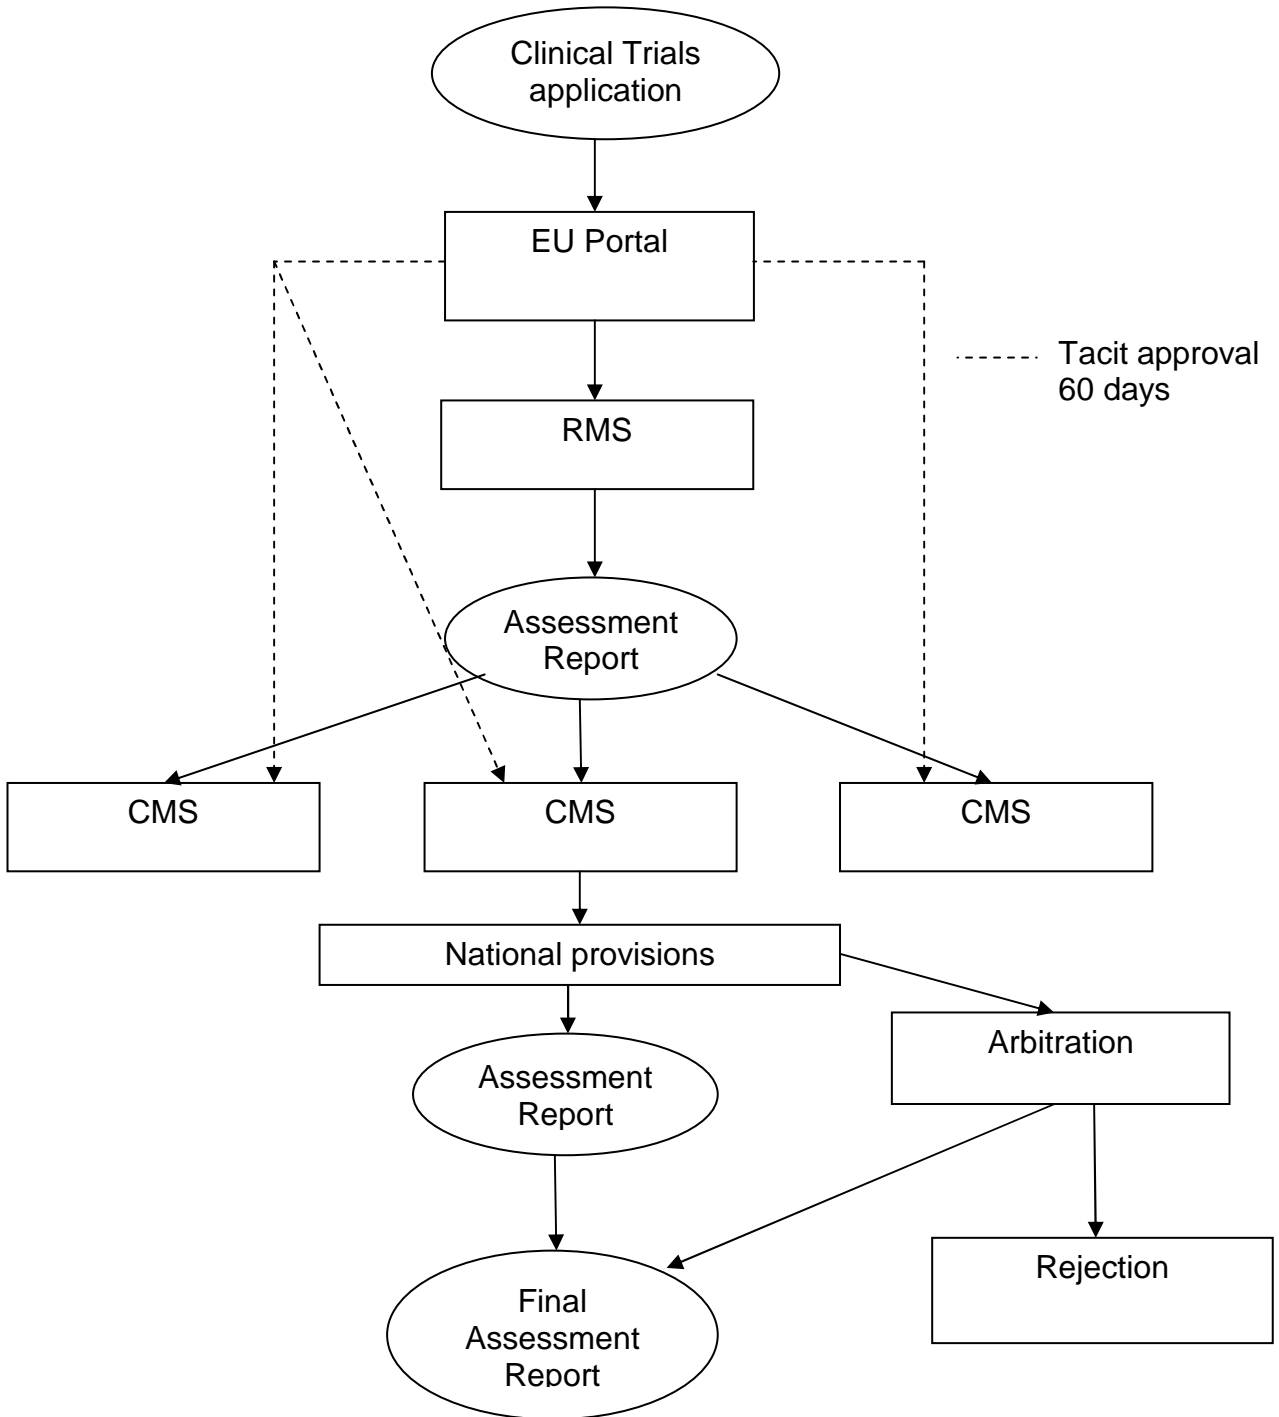 Clinical Trials
application
EU Portal
Tacit approval
60 days
RMS
Assessment
Report
CMS
CMS
CMS
National provisions
Arbitration
Assessment
Report
Rejection
Final
Assessment
Report